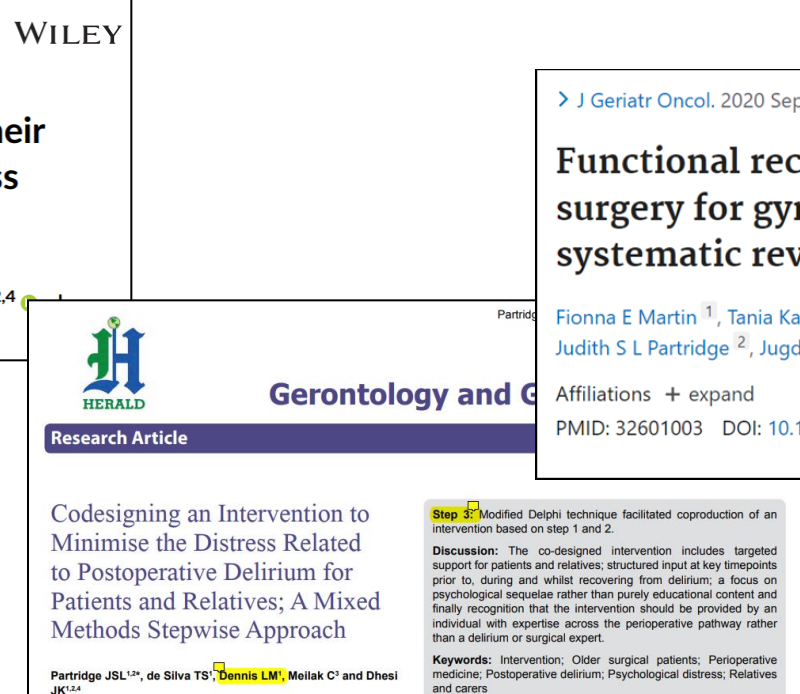 WILEY
2,4
> J Geriatr Oncol. 2020 Sep
Functional rec
surgery for gyn
systematic rev
Fionna E Martin 1, Tania Ka
Judith S L Partridge 2, Jugd
Affiliations + expand
PMID: 32601003 DOI: 10.1
Partridg
HERALD
Gerontology and G
Research Article
Codesigning an Intervention to
Minimise the Distress Related
to Postoperative Delirium for
Patients and Relatives; A Mixed
Methods Stepwise Approach
Partridge JSL1,2*, de Silva TS1, Dennis LM1, Meilak C3 and Dhesi
JK1,2,4
Step 3: Modified Delphi technique facilitated coproduction of an
intervention based on step 1 and 2.
Discussion: The co-designed intervention includes targeted
support for patients and relatives; structured input at key timepoints
prior to, during and whilst recovering from delirium; a focus on
psychological sequelae rather than purely educational content and
finally recognition that the intervention should be provided by an
individual with expertise across the perioperative pathway rather
than a delirium or surgical expert.
Keywords: Intervention; Older surgical patients; Perioperative
medicine; Postoperative delirium; Psychological distress; Relatives
and carers